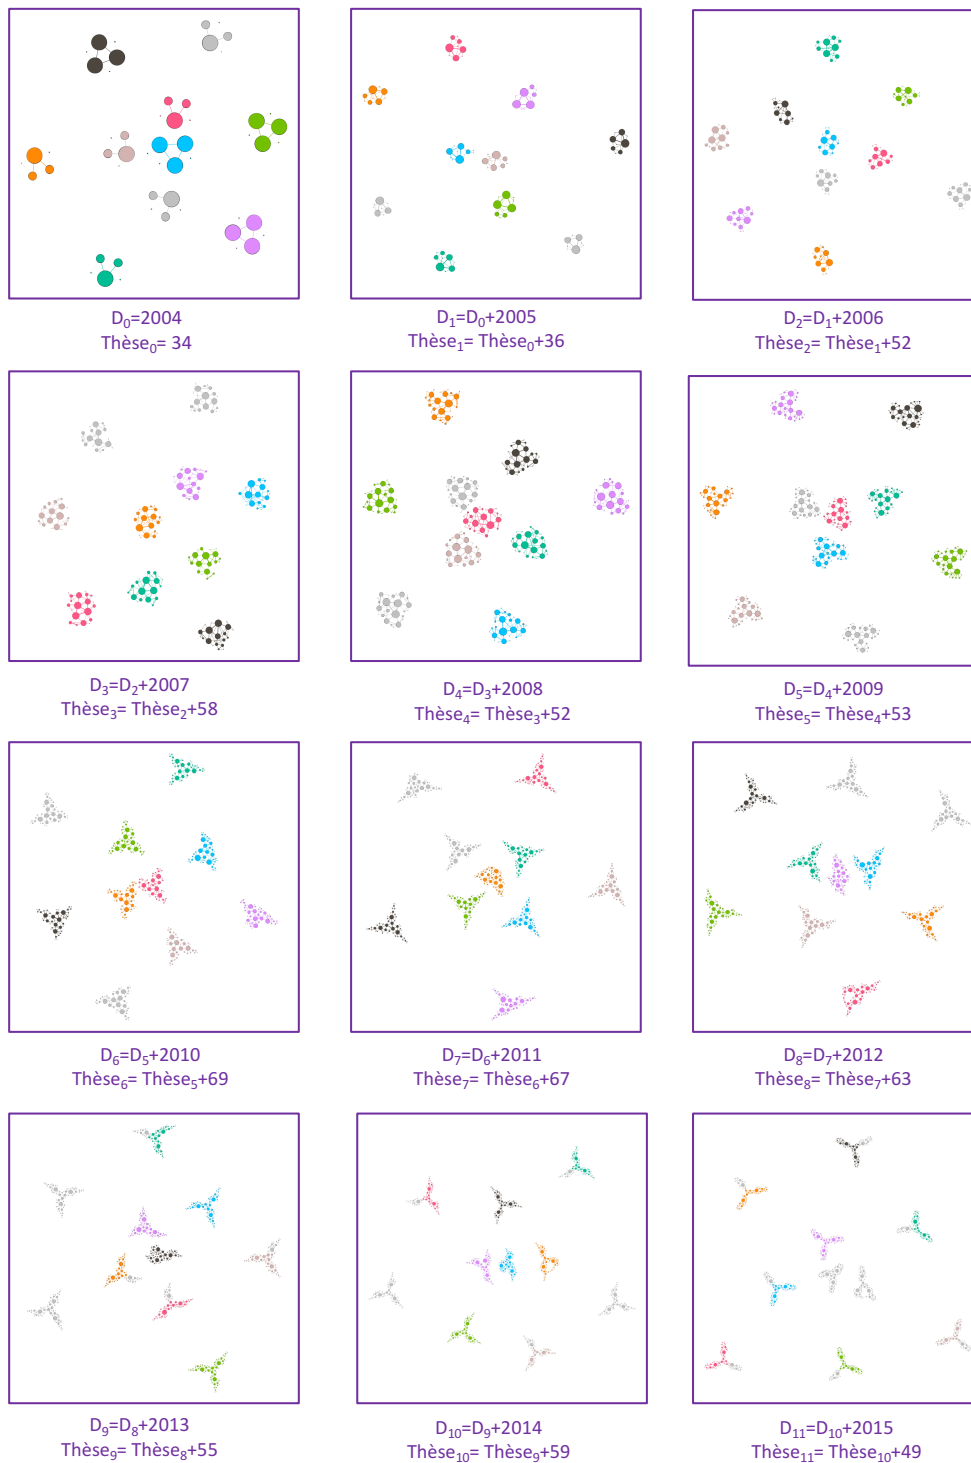 D₀=2004
Thèse₀= 34
D₁=D₀+2005
Thèse₁= Thèse₀+36
D₂=D₁+2006
Thèse₂= Thèse₁+52
D₃=D₂+2007
Thèse₃= Thèse₂+58
D₄=D₃+2008
Thèse₄= Thèse₃+52
D₅=D₄+2009
Thèse₅= Thèse₄+53
D₆=D₅+2010
Thèse₆= Thèse₅+69
D₇=D₆+2011
Thèse₇= Thèse₆+67
D₈=D₇+2012
Thèse₈= Thèse₇+63
D₉=D₈+2013
Thèse₉= Thèse₈+55
D₁₀=D₉+2014
Thèse₁₀= Thèse₉+59
D₁₁=D₁₀+2015
Thèse₁₁= Thèse₁₀+49